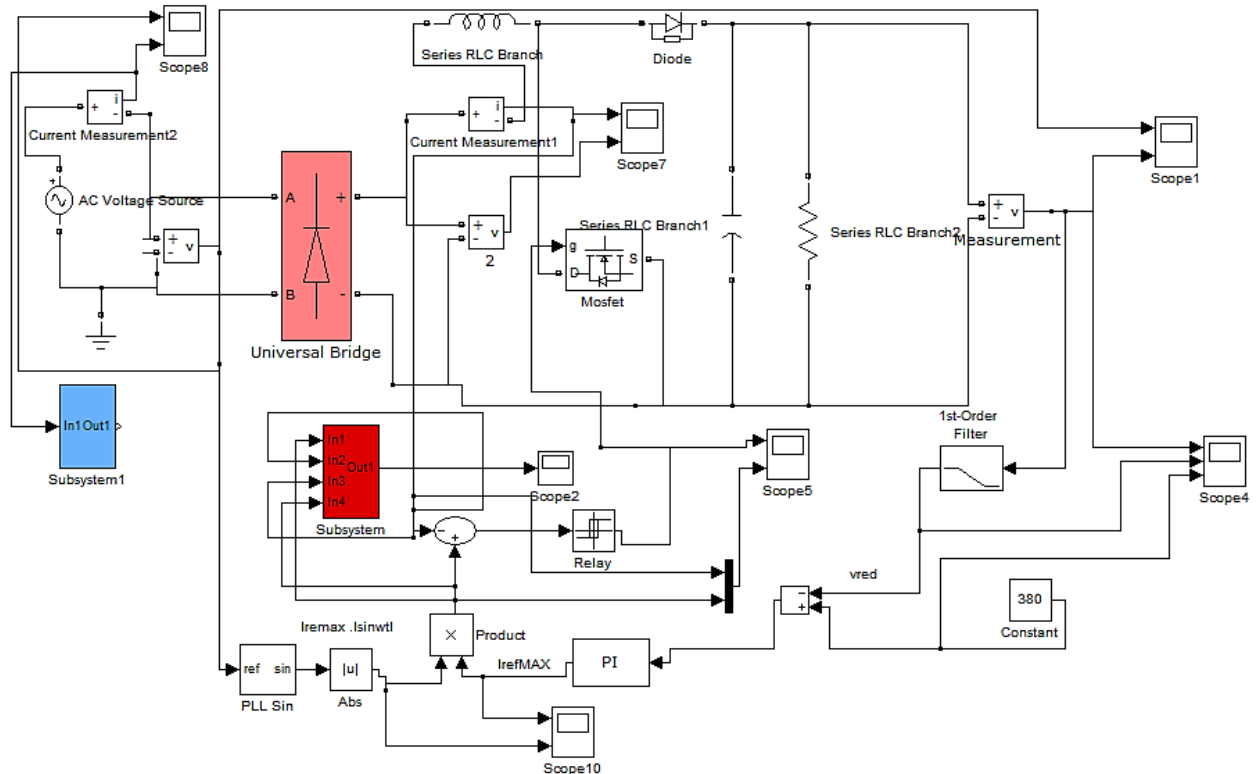 Scope8
i
+
-
Current Measurement2
+
AC Voltage Source
+
-
v
A
+
B
-
Universal Bridge
Series RLC Branch
Diode
+
i
-
Current Measurement1
Scope7
+
-
v
2
Series RLC Branch1
g
D
S
Mosfet
Series RLC Branch2
+
-
v
Measurement
Scope1
In1Out1
Subsystem1
In1
In2
In3
In4
Out1
Subsystem
Scope2
Scope5
1st-Order
Filter
Scope4
-
+
Relay
vred
-
+
380
Constant
Iremax .Isinwtl
×
Product
ref sin
PLL Sin
|u|
Abs
IrefMAX
PI
Scope10